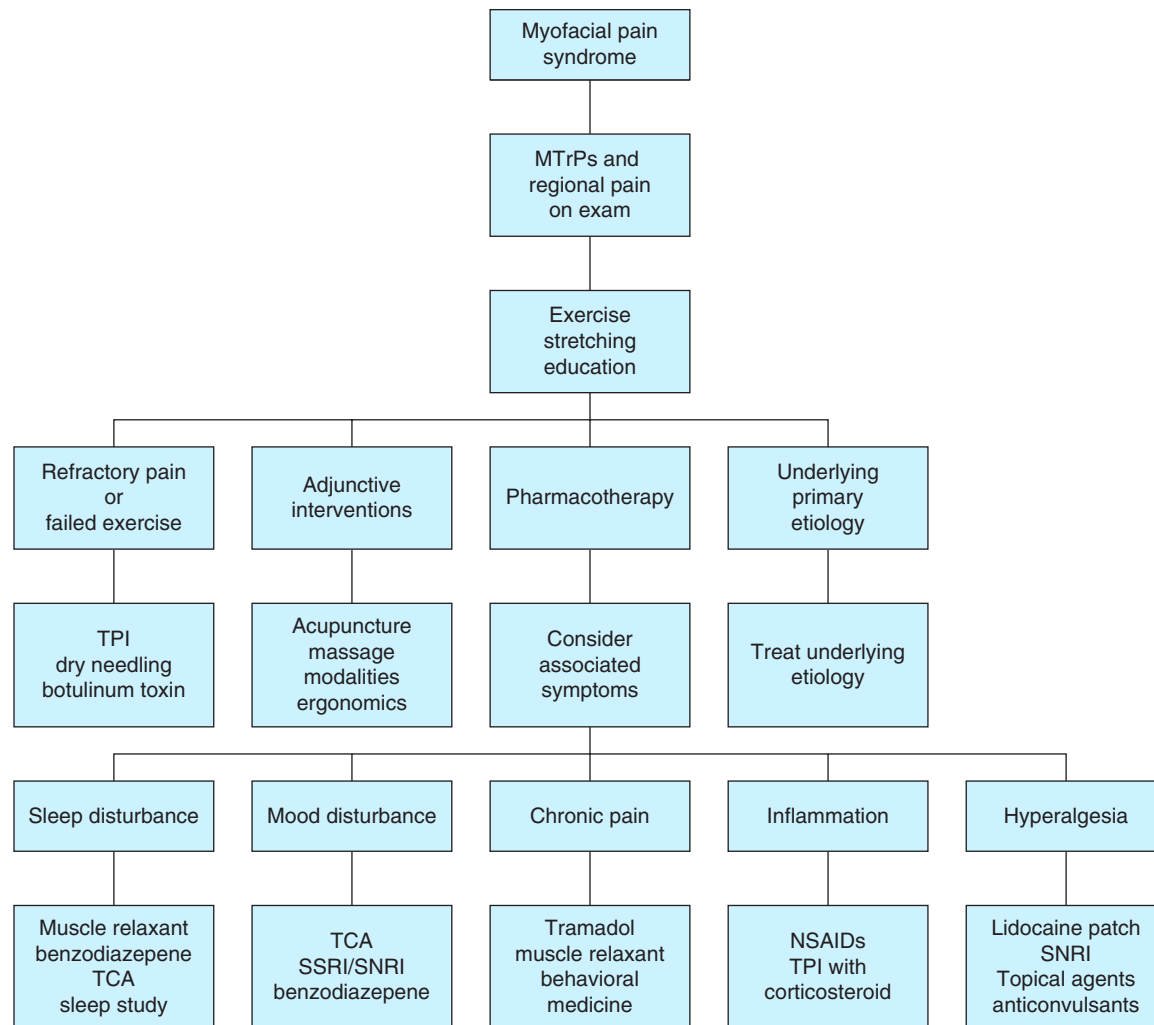 Myofacial pain
syndrome
MTrPs and
regional pain
on exam
Exercise
stretching
education
Refractory pain
or
failed exercise
Adjunctive
interventions
Pharmacotherapy
Underlying
primary
etiology
TPI
dry needling
botulinum toxin
Acupuncture
massage
modalities
ergonomics
Consider
associated
symptoms
Treat underlying
etiology
Sleep disturbance
Mood disturbance
Chronic pain
Inflammation
Hyperalgesia
Muscle relaxant
benzodiazepene
TCA
sleep study
TCA
SSRI/SNRI
benzodiazepene
Tramadol
muscle relaxant
behavioral
medicine
NSAIDs
TPI with
corticosteroid
Lidocaine patch
SNRI
Topical agents
anticonvulsants